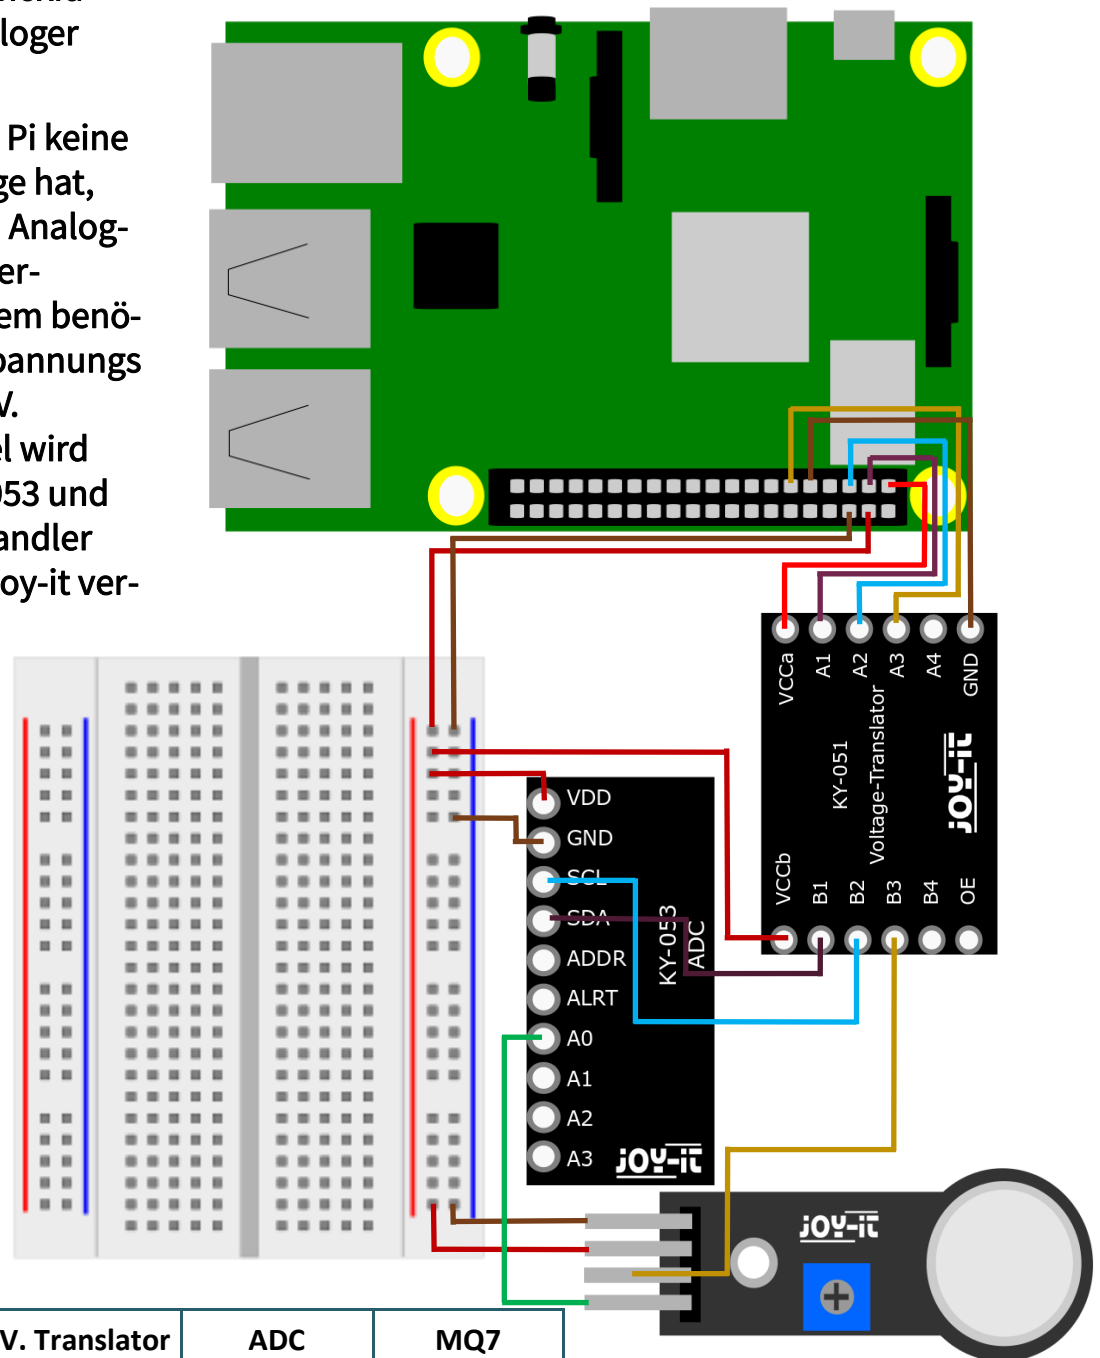 loger
Pi keine
ge hat,
Analog-
er-
em benö-
pannungs
V.
el wird
053 und
andler
oy-it ver-
VCCa
A1
A2
A3
A4
GND
KY-051
Voltage-Translator
JOY-iT
VCCb
B1
B2
B3
B4
OE
VDD
GND
SCL
SDA
ADDR
ALRT
A0
A1
A2
A3
KY-053
ADC
JOY-iT
JOY-iT
V. Translator ADC MQ7